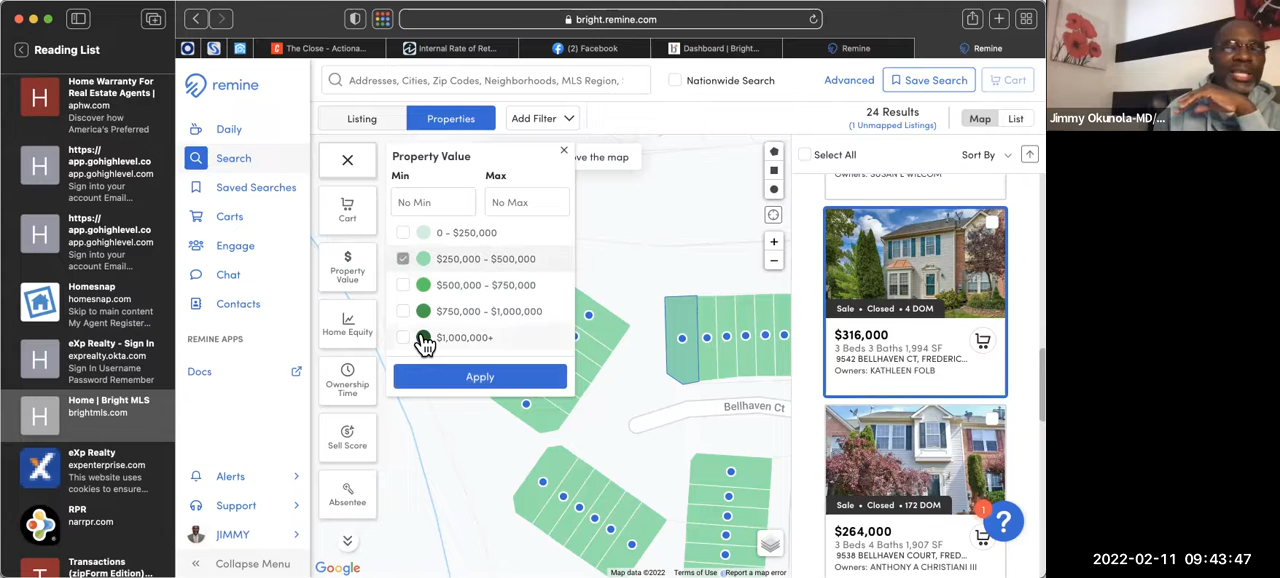 Reading List
bright.remine.com
The Close - Actiona...
Internal Rate of Ret...
(2) Facebook
Dashboard | Bright...
Remine
Remine
Home Warranty For
Real Estate Agents |
aphw.com
Discover how
America's Preferred
H
https://
app.gohighlevel.co
app.gohighlevel.co
Sign into your
account Email...
H
https://
app.gohighlevel.co
app.gohighlevel.co
Sign into your
account Email...
H
Homesnap
homesnap.com
Skip to main content
My Agent Register...
eXp Realty - Sign In
exprealty.okta.com
Sign In Username
Password Remember
H
Home | Bright MLS
brightmls.com
H
eXp Realty
expenterprise.com
This website uses
cookies to ensure...
X
RPR
narrpr.com
Transactions
(zipForm Edition)...
H
remine
Daily
Search
Saved Searches
Carts
Engage
Chat
Contacts
REMINE APPS
Docs
Alerts
Support
JIMMY
Collapse Menu
Addresses, Cities, Zip Codes, Neighborhoods, MLS Region, 
Nationwide Search
Advanced
Save Search
Cart
Listing
Properties
Add Filter
24 Results
(1 Unmapped Listings)
Map
List
Cart
$
Property
Value
Home Equity
Ownership
Time
Sell Score
Absentee
Property Value
Min
Max
No Min
No Max
0 - $250,000
$250,000 - $500,000
$500,000 - $750,000
$750,000 - $1,000,000
$1,000,000+
Apply
ove the map
Bellhaven Ct
Google
Map data ©2022
Terms of Use
Report a map error
Select All
Sort By
Owners: SUSAN E WILCOM
Sale • Closed • 4 DOM
$316,000
3 Beds 3 Baths 1,994 SF
9542 BELLHAVEN CT, FREDERIC...
Owners: KATHLEEN FOLB
Sale • Closed • 172 DOM
$264,000
3 Beds 4 Baths 1,907 SF
9538 BELLHAVEN COURT, FRED...
Owners: ANTHONY A CHRISTIANI III
1
?
Jimmy Okunola-MD/...
2022-02-11 09:43:47